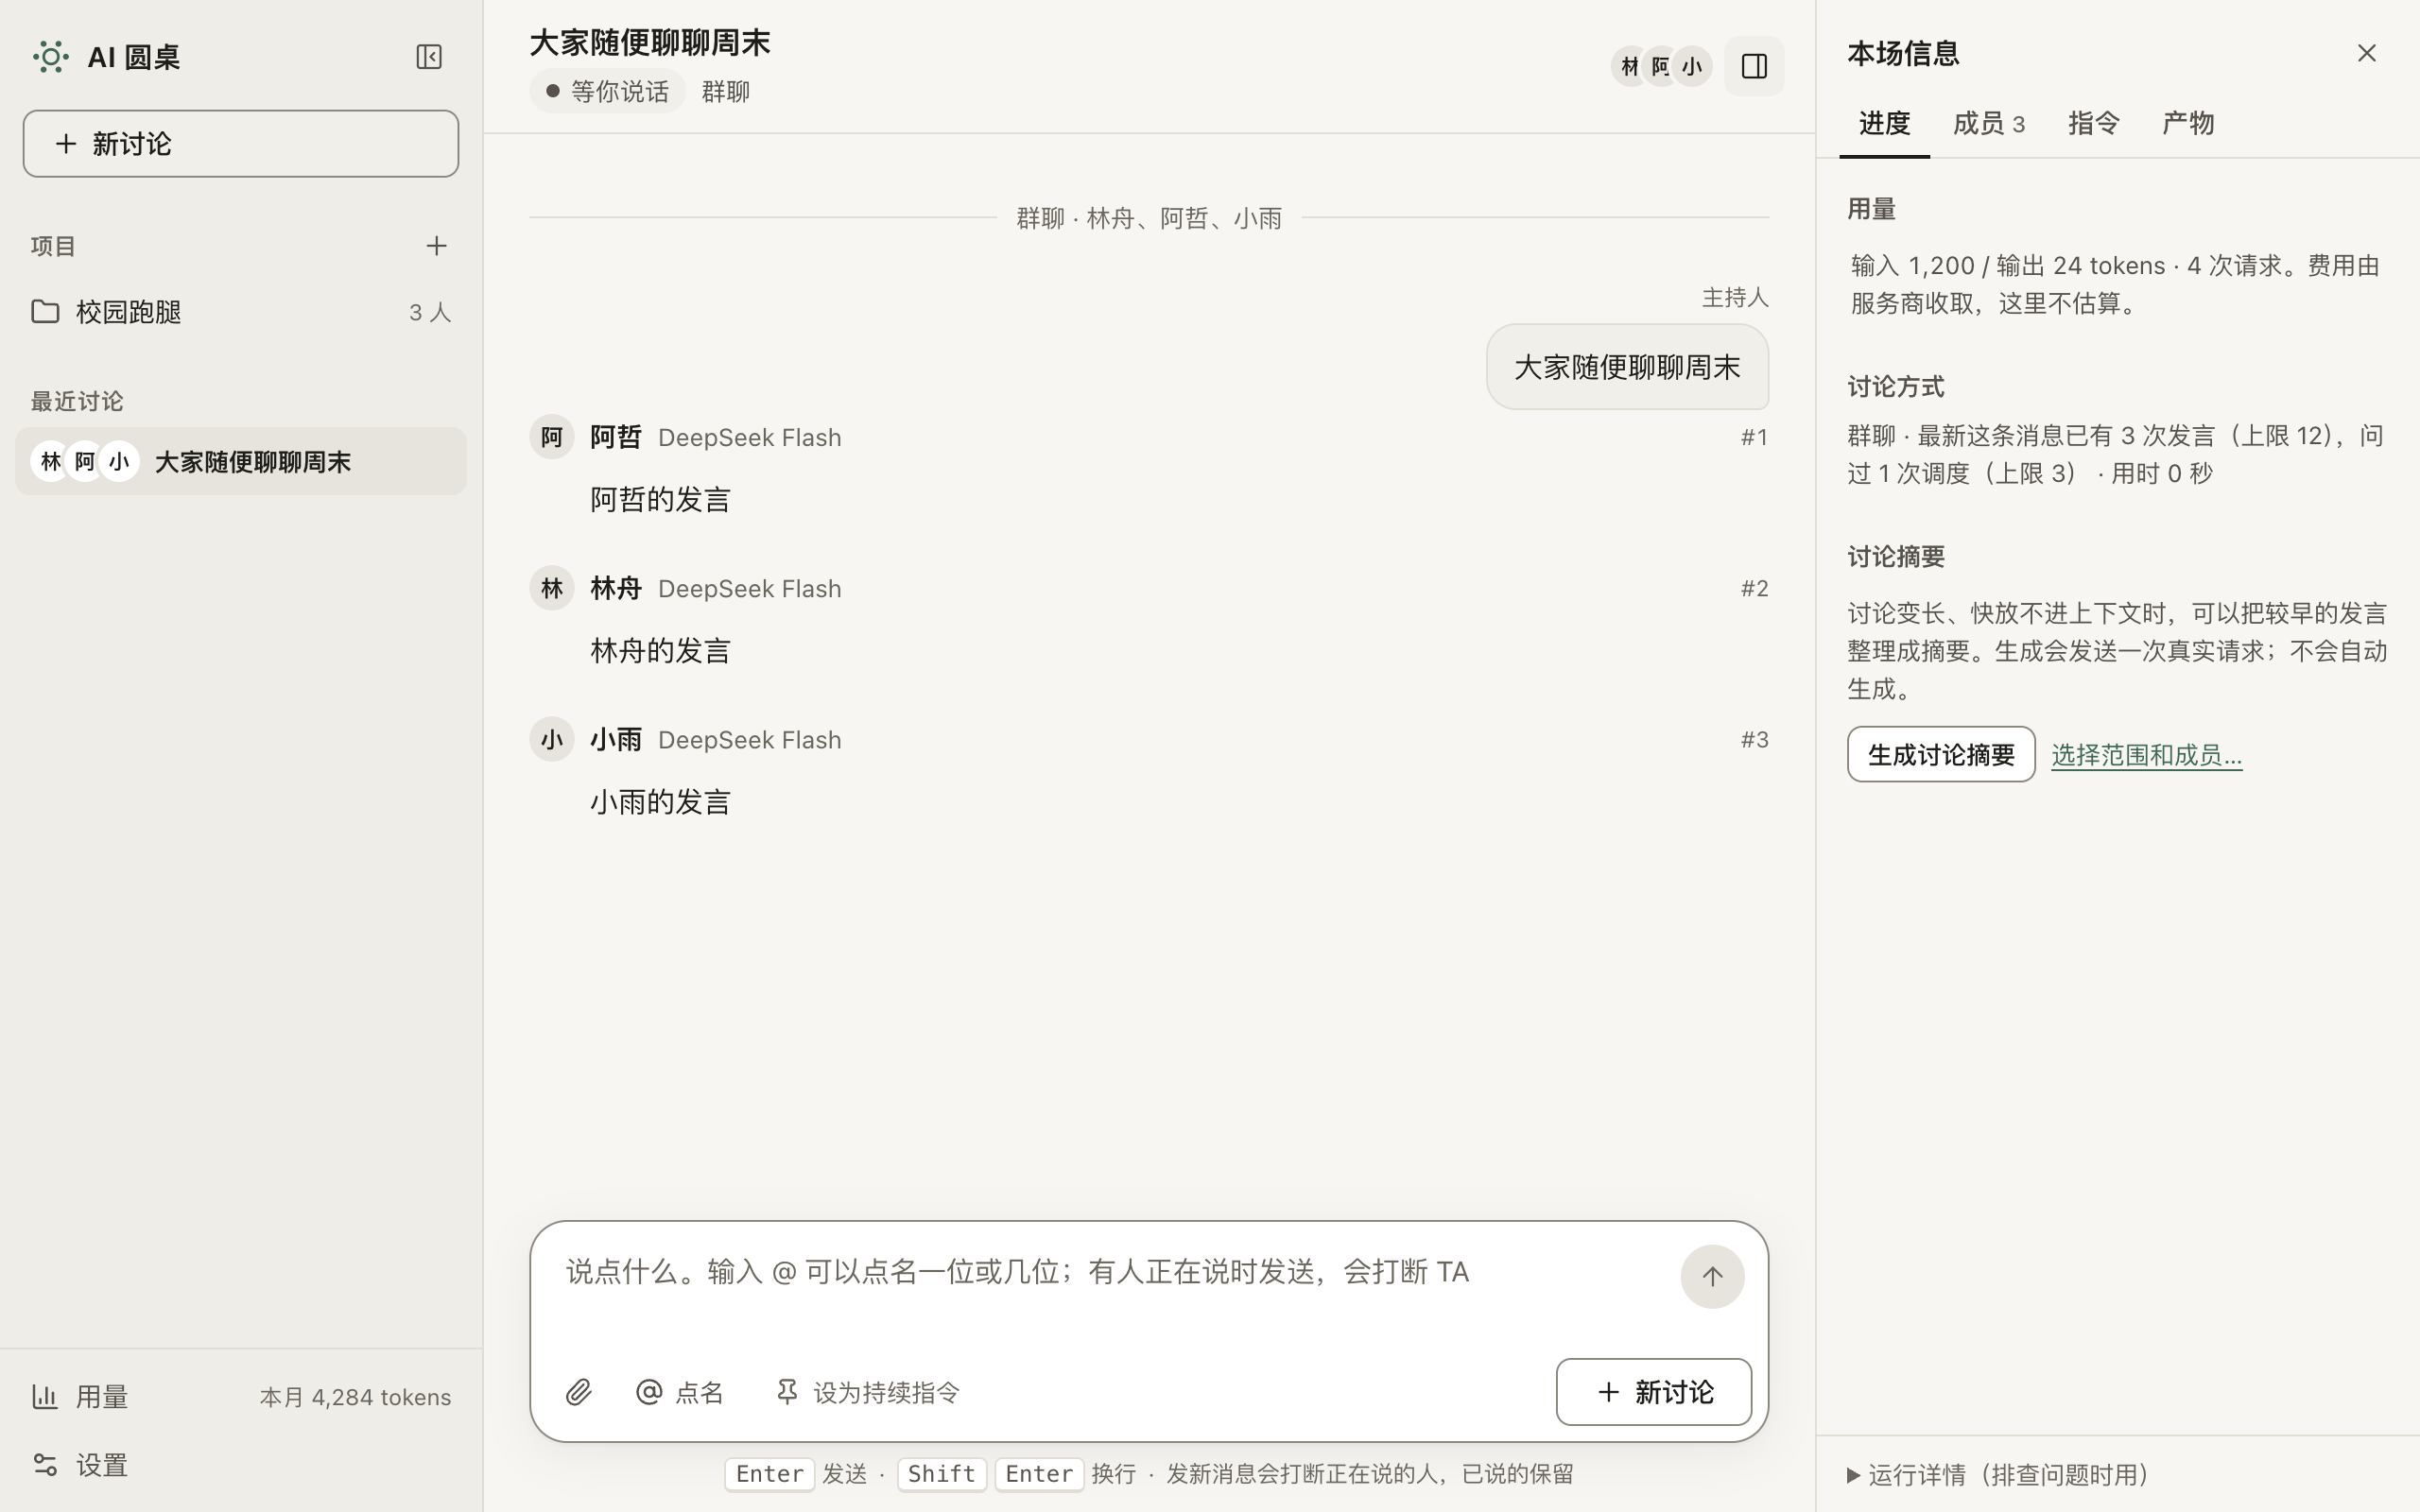 AI 圆桌
新讨论
项目
校园跑腿 3 人
最近讨论
林 阿 小 大家随便聊聊周末
用量 本月 4,284 tokens
设置
大家随便聊聊周末
等你说话 群聊
林 阿 小
群聊 · 林舟、阿哲、小雨
主持人
大家随便聊聊周末
阿 阿哲 DeepSeek Flash #1
阿哲的发言
林 林舟 DeepSeek Flash #2
林舟的发言
小 小雨 DeepSeek Flash #3
小雨的发言
说点什么。输入 @ 可以点名一位或几位；有人正在说时发送，会打断 TA
点名 设为持续指令 新讨论
Enter 发送 · Shift Enter 换行 · 发新消息会打断正在说的人，已说的保留
本场信息
进度 成员 3 指令 产物
用量
输入 1,200 / 输出 24 tokens · 4 次请求。费用由
服务商收取，这里不估算。
讨论方式
群聊 · 最新这条消息已有 3 次发言（上限 12），问
过 1 次调度（上限 3） · 用时 0 秒
讨论摘要
讨论变长、快放不进上下文时，可以把较早的发言
整理成摘要。生成会发送一次真实请求；不会自动
生成。
生成讨论摘要 选择范围和成员…
运行详情（排查问题时用）